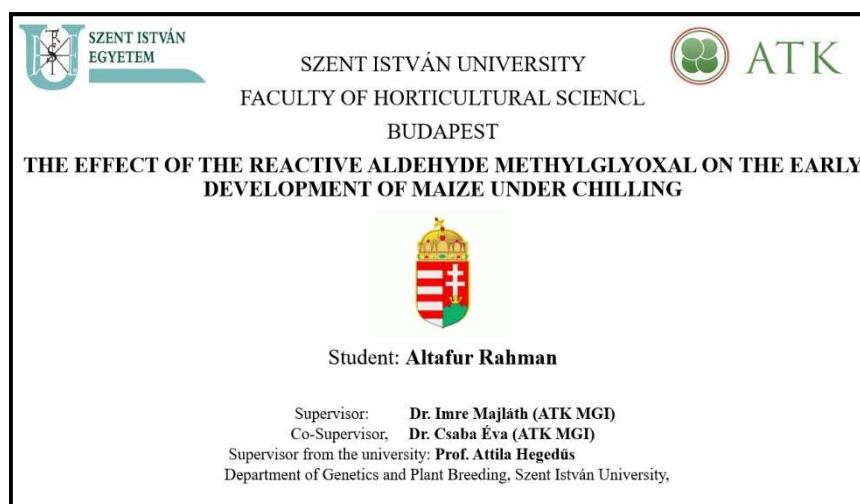 SZENT ISTVÁN
EGYETEM
ATK
SZENT ISTVÁN UNIVERSITY
FACULTY OF HORTICULTURAL SCIENCE
BUDAPEST
THE EFFECT OF THE REACTIVE ALDEHYDE METHYLGLYOXAL ON THE EARLY
DEVELOPMENT OF MAIZE UNDER CHILLING
Student: Altafur Rahman
Supervisor: Dr. Imre Majláth (ATK MGI)
Co-Supervisor, Dr. Csaba Éva (ATK MGI)
Supervisor from the university: Prof. Attila Hegedűs
Department of Genetics and Plant Breeding, Szent István University,